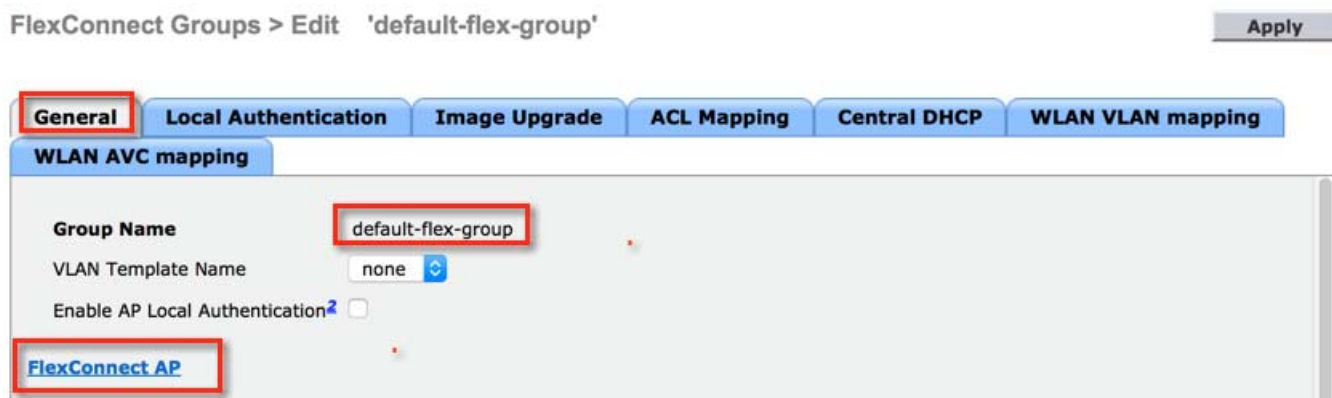 FlexConnect Groups > Edit 'default-flex-group'
Apply
General Local Authentication Image Upgrade ACL Mapping Central DHCP WLAN VLAN mapping
WLAN AVC mapping
Group Name default-flex-group
VLAN Template Name none
Enable AP Local Authentication2
FlexConnect AP